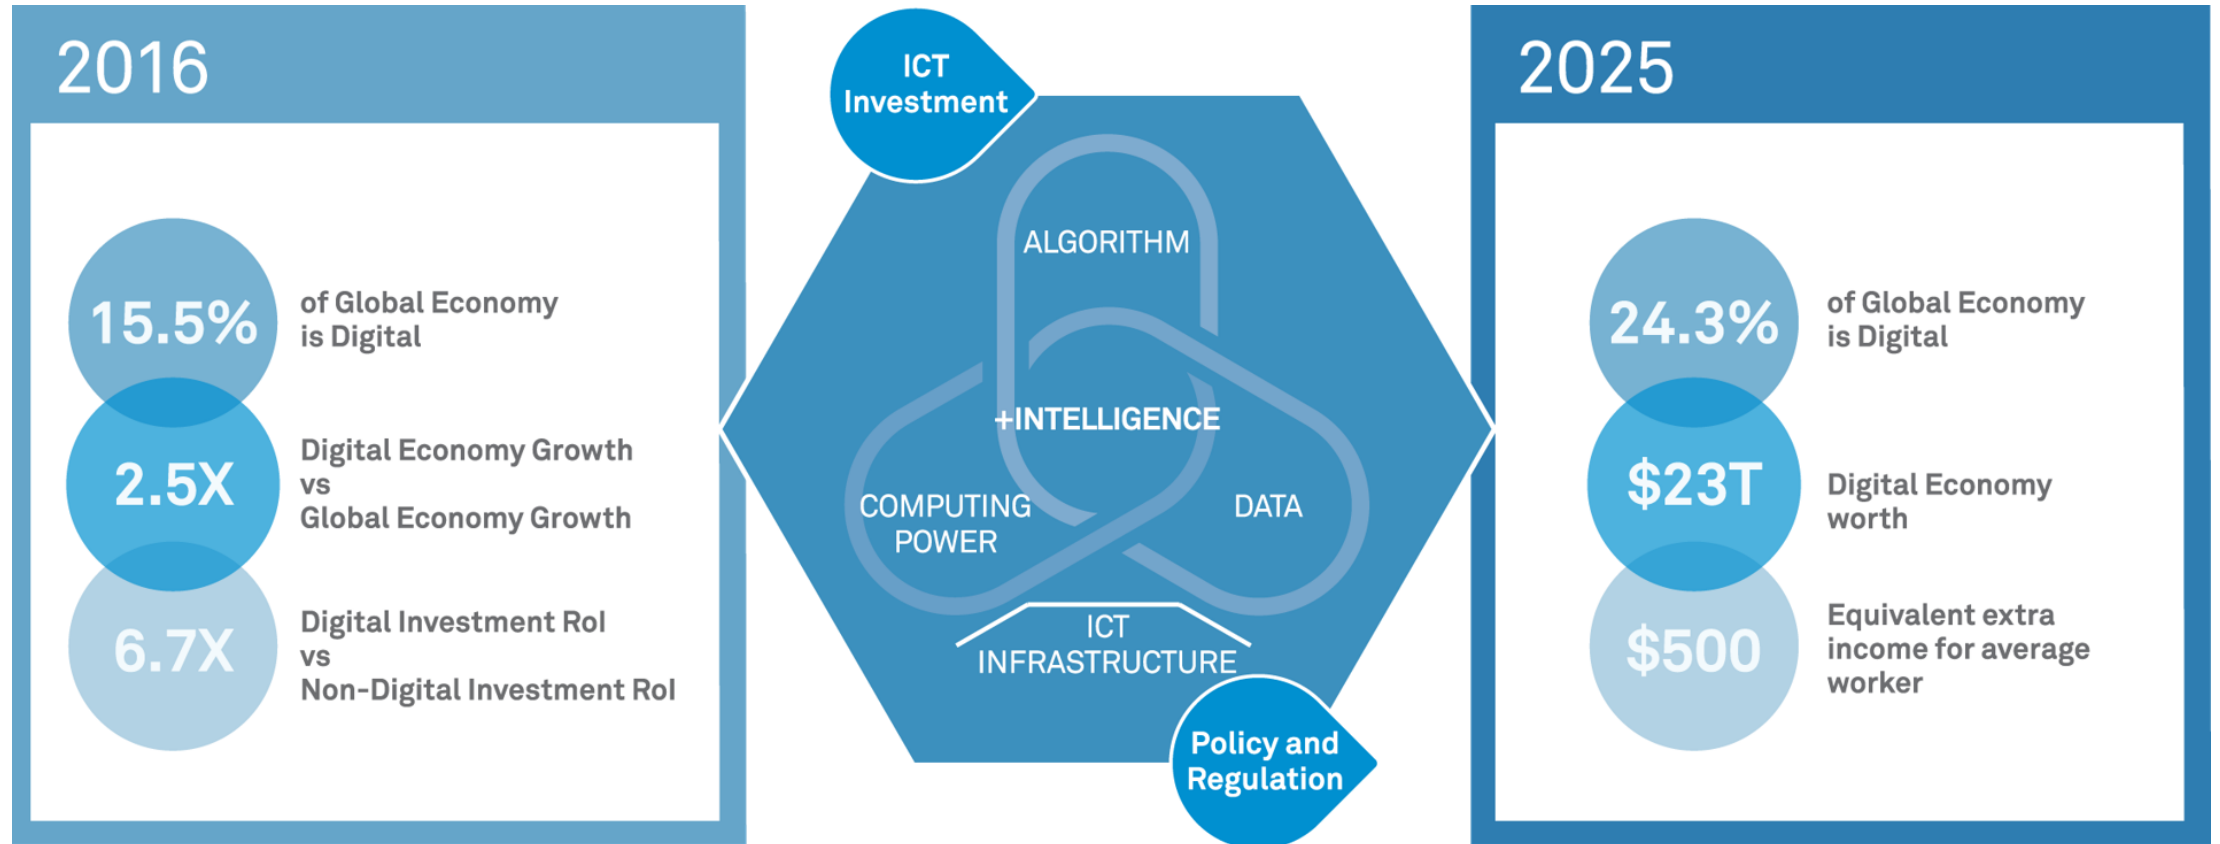 2016
15.5%
of Global Economy
is Digital
2.5X
Digital Economy Growth
vs
Global Economy Growth
6.7X
Digital Investment RoI
vs
Non-Digital Investment RoI
ICT
Investment
ALGORITHM
+INTELLIGENCE
COMPUTING
POWER
DATA
ICT
INFRASTRUCTURE
Policy and
Regulation
2025
24.3%
of Global Economy
is Digital
$23T
Digital Economy
worth
$500
Equivalent extra
income for average
worker